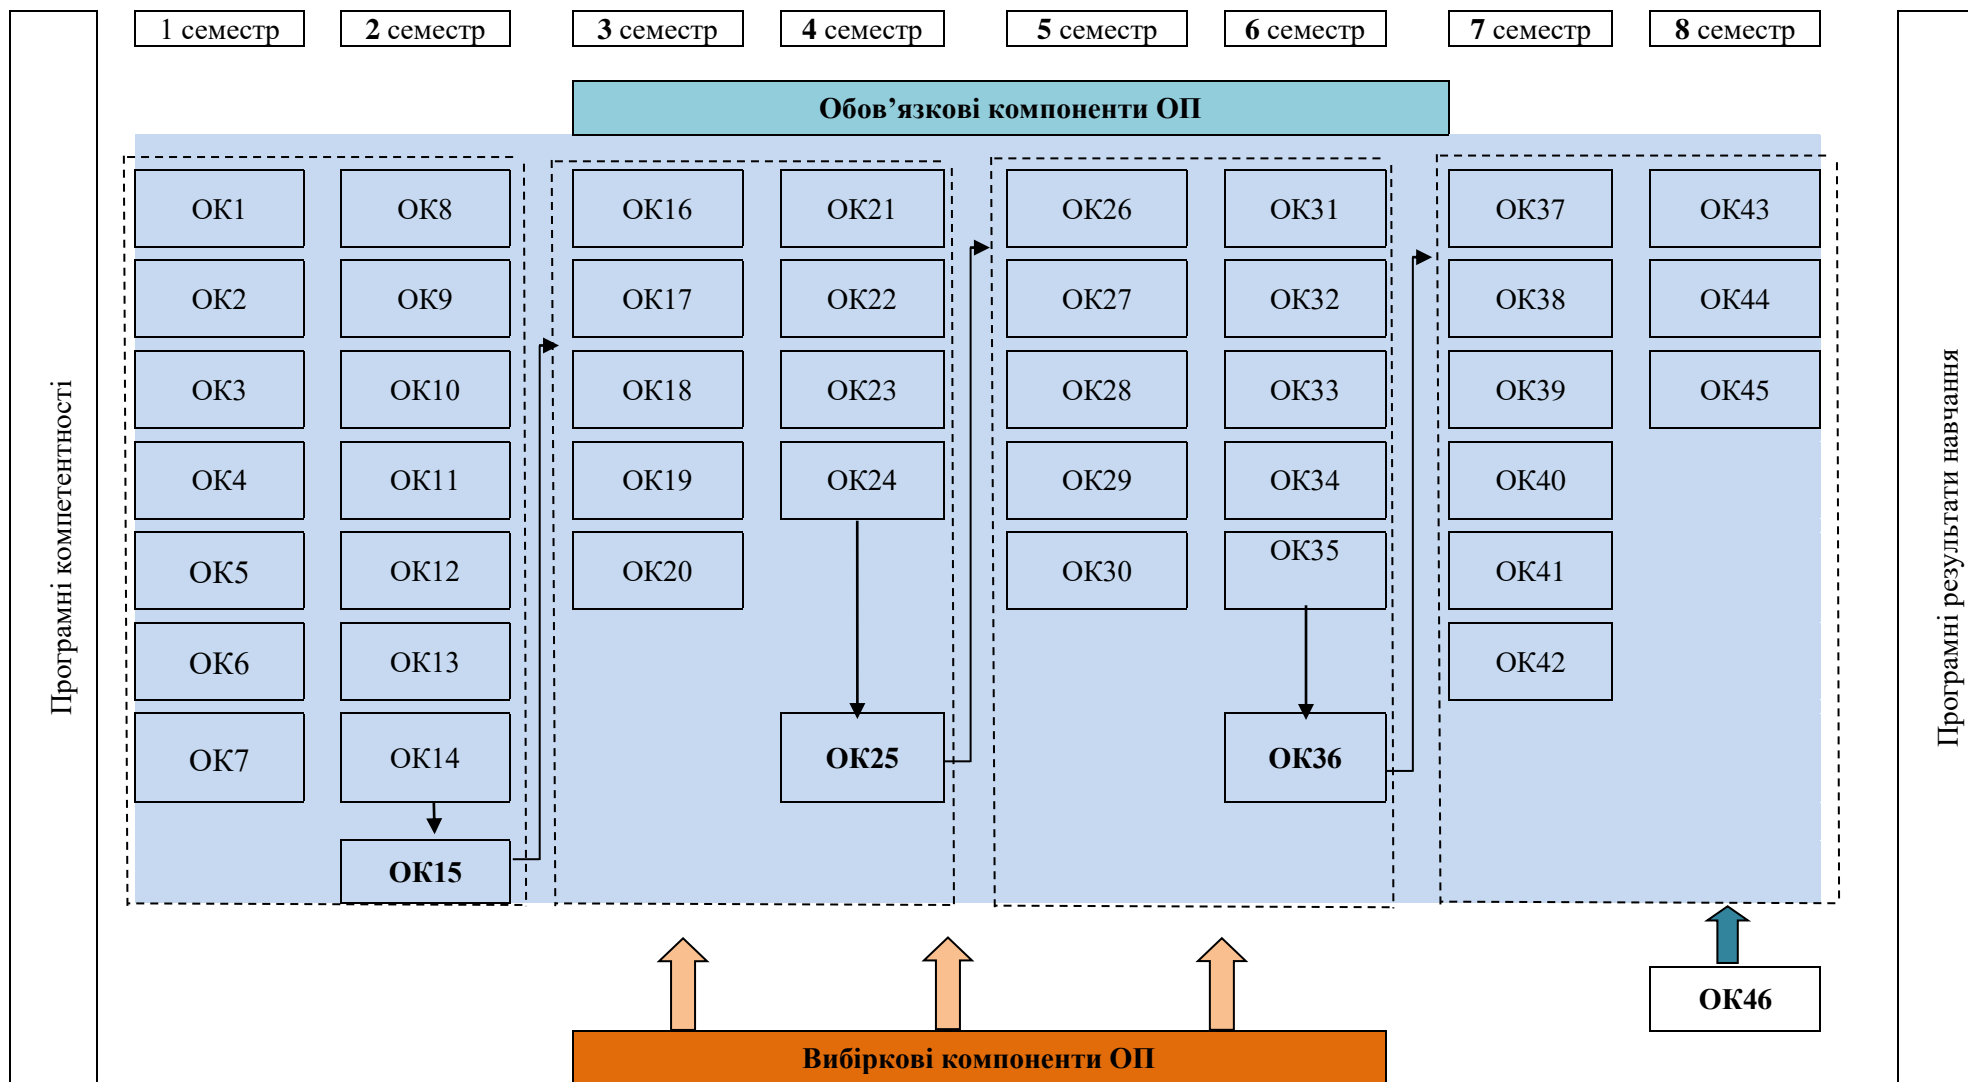 1 семестр
2 семестр
3 семестр
4 семестр
5 семестр
6 семестр
7 семестр
8 семестр
Обов’язкові компоненти ОП
ОК1
ОК8
ОК16
ОК21
ОК26
ОК31
ОК37
ОК43
ОК2
ОК9
ОК17
ОК22
ОК27
ОК32
ОК38
ОК44
ОК3
ОК10
ОК18
ОК23
ОК28
ОК33
ОК39
ОК45
ОК4
ОК11
ОК19
ОК24
ОК29
ОК34
ОК40
ОК5
ОК12
ОК20
ОК30
ОК35
ОК41
ОК6
ОК13
ОК42
ОК7
ОК14
ОК25
ОК36
ОК15
ОК46
Вибіркові компоненти ОП
Програмні компетентності
Програмні результати навчання